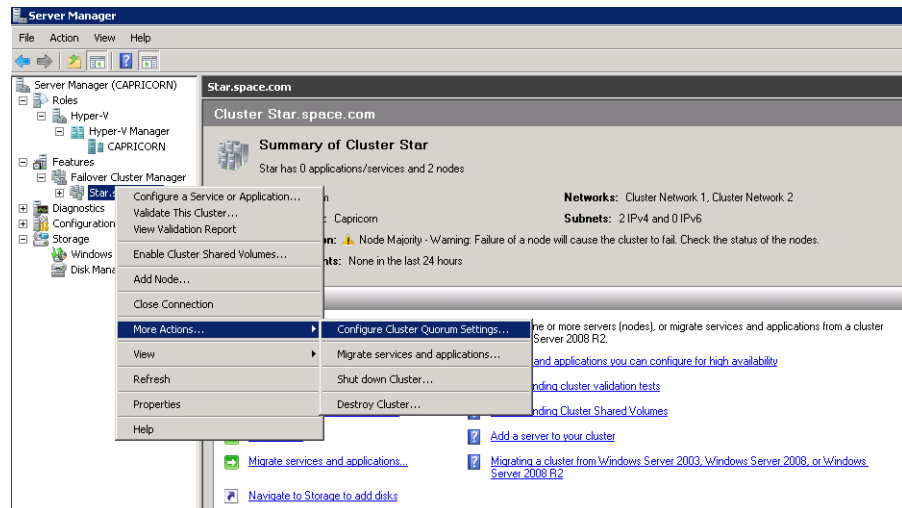 Server Manager
File Action View Help
Server Manager (CAPRICORN)
Roles
Hyper-V
Hyper-V Manager
CAPRICORN
Features
Failover Cluster Manager
Star.s
Diagnostics
Configuration
Storage
Windows
Disk Mana
Star.space.com
Cluster Star.space.com
Summary of Cluster Star
Star has 0 applications/services and 2 nodes
Networks: Cluster Network 1, Cluster Network 2
Capricorn Subnets: 2 IPv4 and 0 IPv6
on: Node Majority - Warning: Failure of a node will cause the cluster to fail. Check the status of the nodes.
nts: None in the last 24 hours
Configure a Service or Application...
Validate This Cluster...
View Validation Report
Enable Cluster Shared Volumes...
Add Node...
Close Connection
More Actions...
View
Refresh
Properties
Help
Configure Cluster Quorum Settings...
Migrate services and applications...
Shut down Cluster...
Destroy Cluster...
ne or more servers (nodes), or migrate services and applications from a cluster
Server 2008 R2.
and applications you can configure for high availability
nding cluster validation tests
nding Cluster Shared Volumes
Add a server to your cluster
Migrate services and applications...
Migrating a cluster from Windows Server 2003, Windows Server 2008, or Windows
Server 2008 R2
Navigate to Storage to add disks